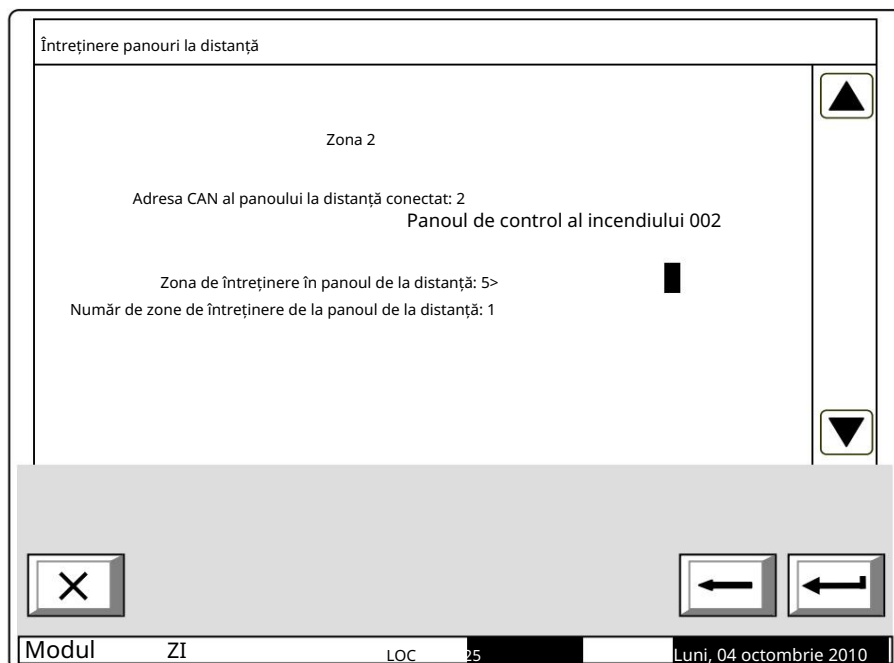 Întreținere panouri la distanță
Zona 2
Adresa CAN al panoului la distanță conectat: 2
Panoul de control al incendiului 002
Zona de întreținere în panoul de la distanță: 5>
Număr de zone de întreținere de la panoul de la distanță: 1
Modul ZI LOC 25 Luni, 04 octombrie 2010